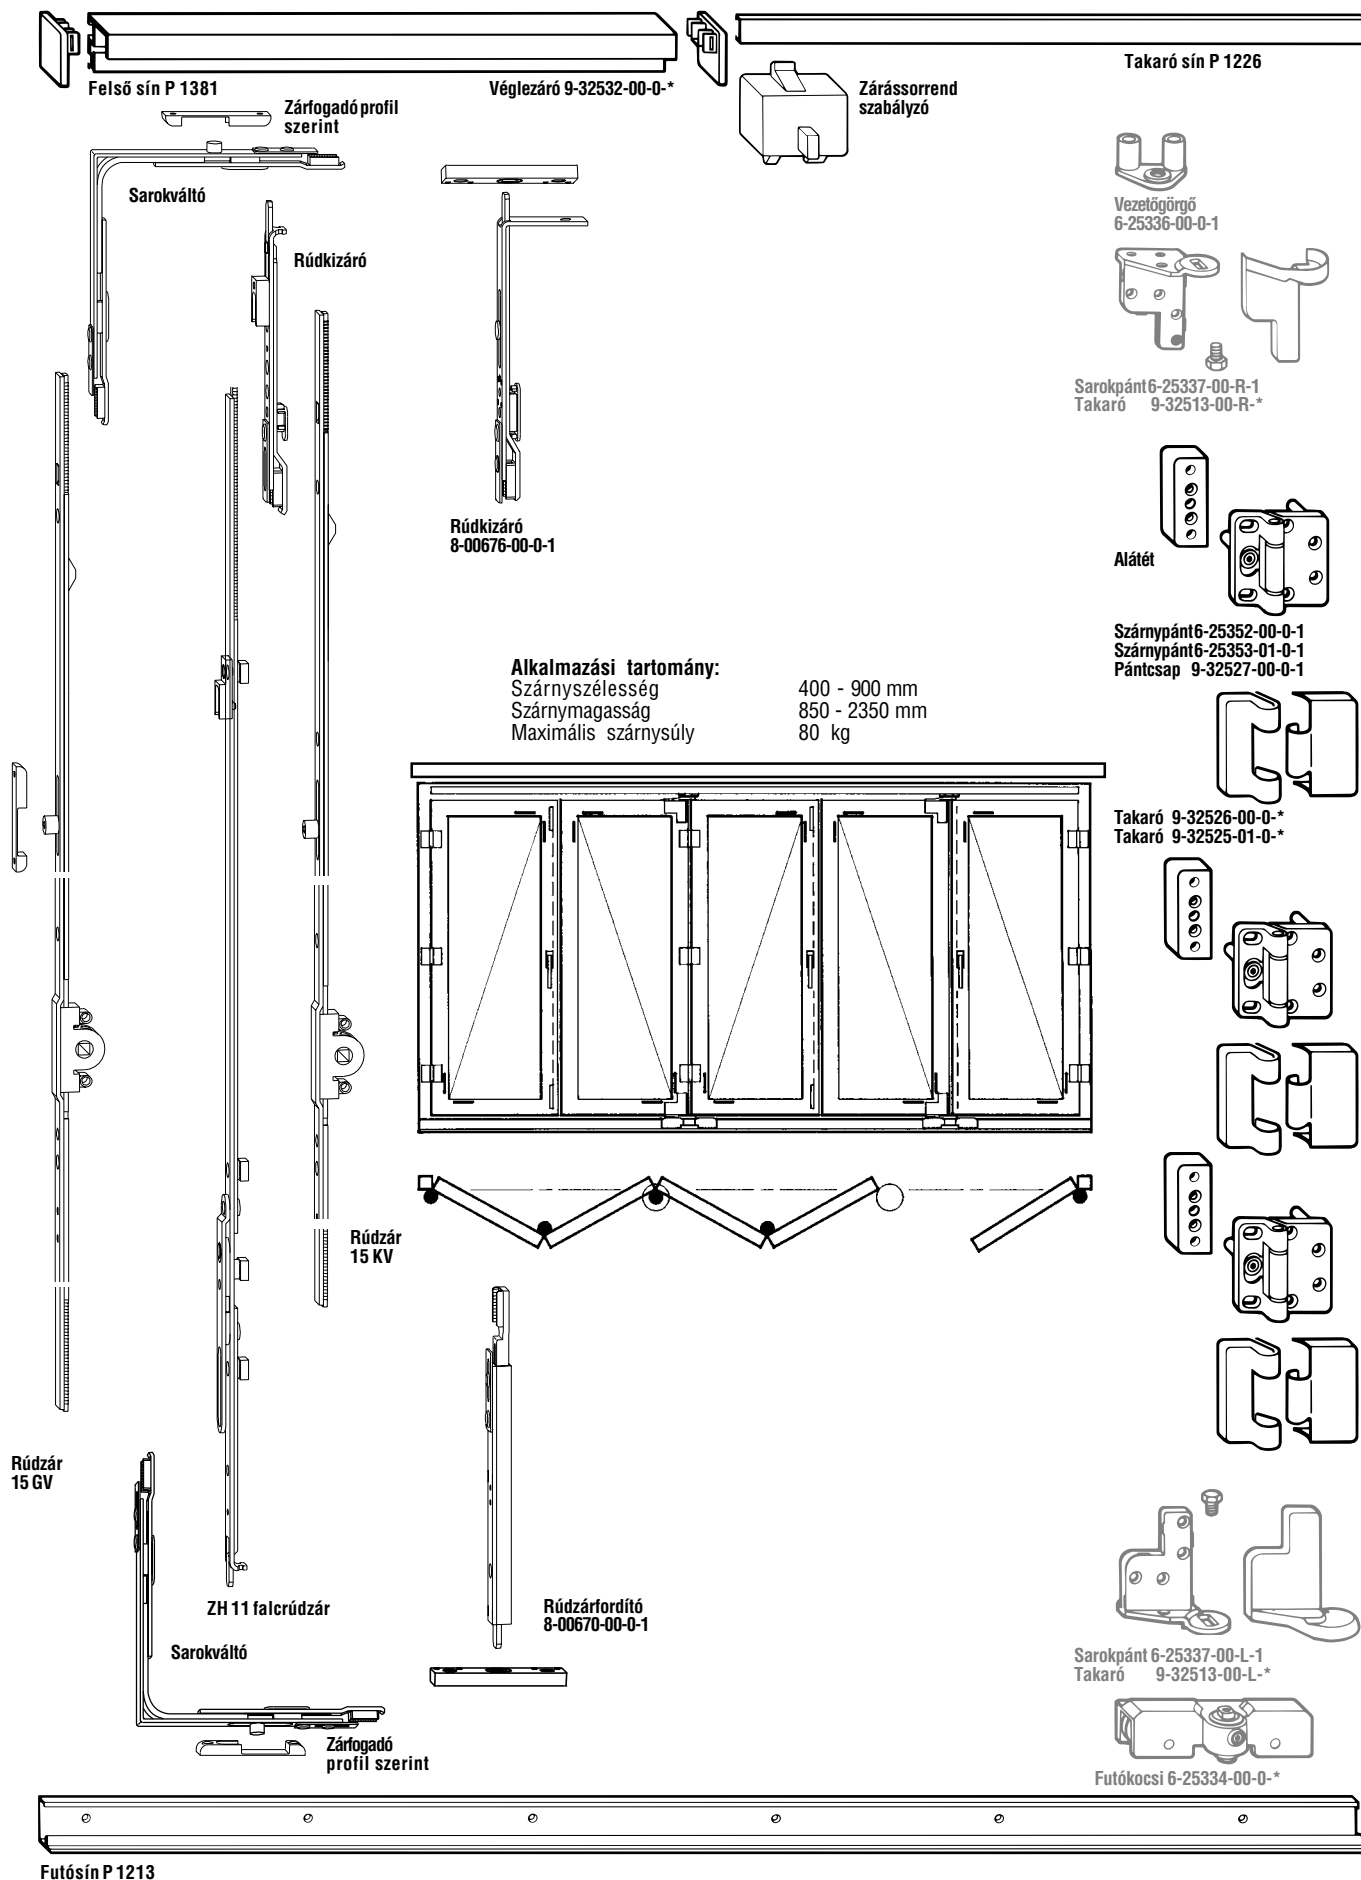 Felső sín P 1381
Véglezáró 9-32532-00-0-*
Takaró sín P 1226
Zárfogadó profil
szerint
Zárássorrend
szabályzó
Sarokváltó
Vezetőgörgő
6-25336-00-0-1
Rúdkizáró
Sarokpánt 6-25337-00-R-1
Takaró 9-32513-00-R-*
Rúdkizáró
8-00676-00-0-1
Alátét
Szárnypánt 6-25352-00-0-1
Szárnypánt 6-25353-01-0-1
Pántcsap 9-32527-00-0-1
Alkalmazási tartomány:
Szárnyszélesség 400 - 900 mm
Szárnymagasság 850 - 2350 mm
Maximális szárnysúly 80 kg
Takaró 9-32526-00-0-*
Takaró 9-32525-01-0-*
Rúdzár
15 KV
Rúdzár
15 GV
ZH 11 falcrúdzár
Rúdzárfordító
8-00670-00-0-1
Sarokváltó
Sarokpánt 6-25337-00-L-1
Takaró 9-32513-00-L-*
Zárfogadó
profil szerint
Futókocsi 6-25334-00-0-*
Futósín P 1213